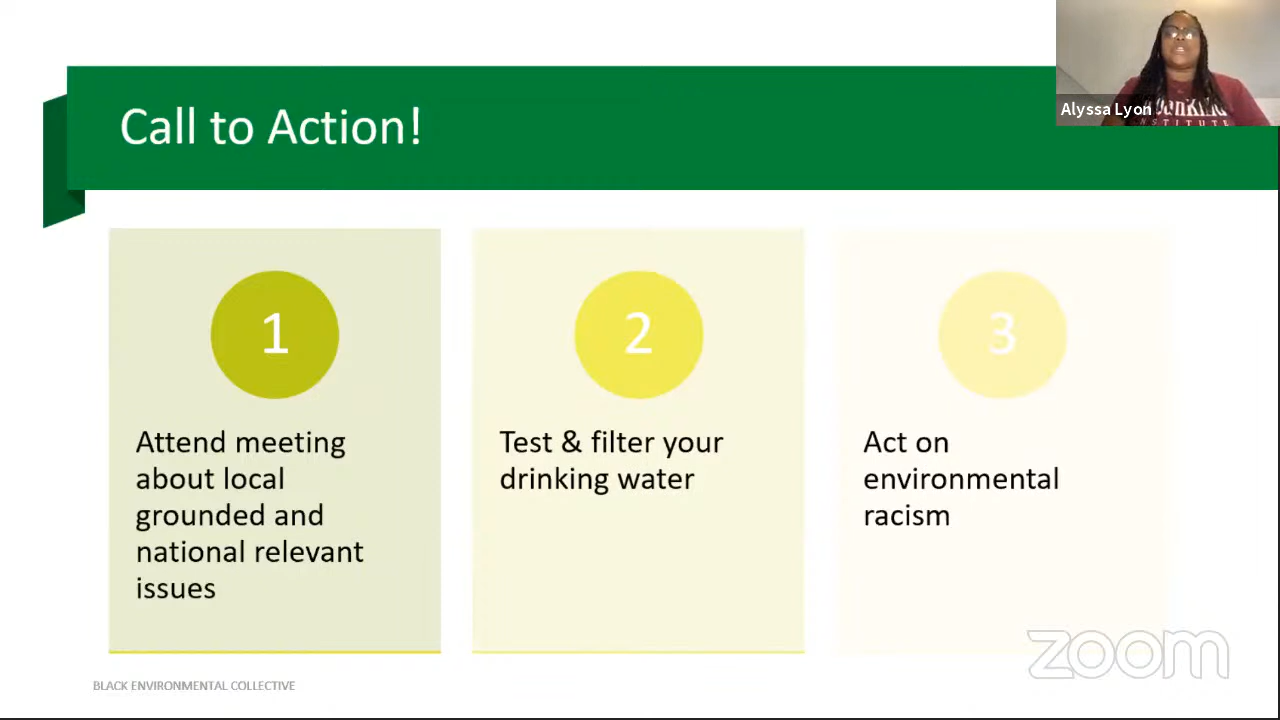 Call to Action!
Alyssa Lyon
INSTITUTE
1
Attend meeting
about local
grounded and
national relevant
issues
2
Test & filter your
drinking water
3
Act on
environmental
racism
BLACK ENVIRONMENTAL COLLECTIVE
zoom